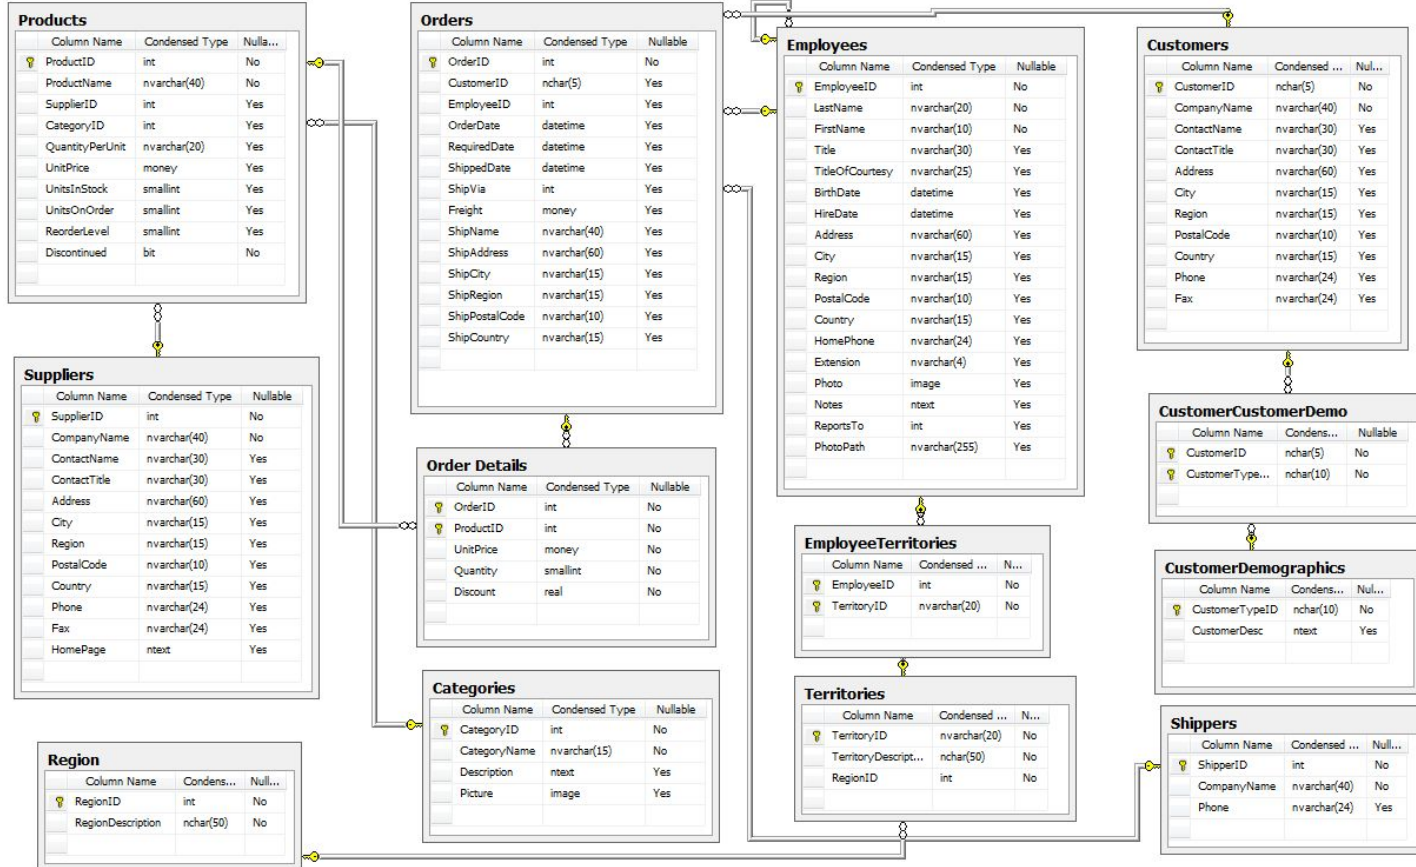 Products
Column Name Condensed Type Nulla...
ProductID int No
ProductName nvarchar(40) No
SupplierID int Yes
CategoryID int Yes
QuantityPerUnit nvarchar(20) Yes
UnitPrice money Yes
UnitsInStock smallint Yes
UnitsOnOrder smallint Yes
ReorderLevel smallint Yes
Discontinued bit No
Orders
Column Name Condensed Type Nullable
OrderID int No
CustomerID nchar(5) Yes
EmployeeID int Yes
OrderDate datetime Yes
RequiredDate datetime Yes
ShippedDate datetime Yes
ShipVia int Yes
Freight money Yes
ShipName nvarchar(40) Yes
ShipAddress nvarchar(60) Yes
ShipCity nvarchar(15) Yes
ShipRegion nvarchar(15) Yes
ShipPostalCode nvarchar(10) Yes
ShipCountry nvarchar(15) Yes
Employees
Column Name Condensed Type Nullable
EmployeeID int No
LastName nvarchar(20) No
FirstName nvarchar(10) No
Title nvarchar(30) Yes
TitleOfCourtesy nvarchar(25) Yes
BirthDate datetime Yes
HireDate datetime Yes
Address nvarchar(60) Yes
City nvarchar(15) Yes
Region nvarchar(15) Yes
PostalCode nvarchar(10) Yes
Country nvarchar(15) Yes
HomePhone nvarchar(24) Yes
Extension nvarchar(4) Yes
Photo image Yes
Notes ntext Yes
ReportsTo int Yes
PhotoPath nvarchar(255) Yes
Customers
Column Name Condensed ... Nul...
CustomerID nchar(5) No
CompanyName nvarchar(40) No
ContactName nvarchar(30) Yes
ContactTitle nvarchar(30) Yes
Address nvarchar(60) Yes
City nvarchar(15) Yes
Region nvarchar(15) Yes
PostalCode nvarchar(10) Yes
Country nvarchar(15) Yes
Phone nvarchar(24) Yes
Fax nvarchar(24) Yes
Suppliers
Column Name Condensed Type Nullable
SupplierID int No
CompanyName nvarchar(40) No
ContactName nvarchar(30) Yes
ContactTitle nvarchar(30) Yes
Address nvarchar(60) Yes
City nvarchar(15) Yes
Region nvarchar(15) Yes
PostalCode nvarchar(10) Yes
Country nvarchar(15) Yes
Phone nvarchar(24) Yes
Fax nvarchar(24) Yes
HomePage ntext Yes
Order Details
Column Name Condensed Type Nullable
OrderID int No
ProductID int No
UnitPrice money No
Quantity smallint No
Discount real No
CustomerCustomerDemo
Column Name Condens... Nullable
CustomerID nchar(5) No
CustomerType... nchar(10) No
EmployeeTerritories
Column Name Condensed ... N...
EmployeeID int No
TerritoryID nvarchar(20) No
CustomerDemographics
Column Name Condens... Nul...
CustomerTypeID nchar(10) No
CustomerDesc ntext Yes
Categories
Column Name Condensed Type Nullable
CategoryID int No
CategoryName nvarchar(15) No
Description ntext Yes
Picture image Yes
Territories
Column Name Condensed ... N...
TerritoryID nvarchar(20) No
TerritoryDescript... nchar(50) No
RegionID int No
Shippers
Column Name Condensed ... Null...
ShipperID int No
CompanyName nvarchar(40) No
Phone nvarchar(24) Yes
Region
Column Name Condens... Null...
RegionID int No
RegionDescription nchar(50) No